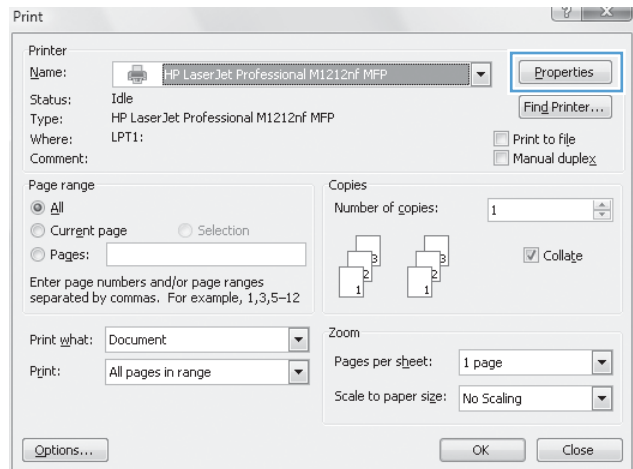 Print
Printer
Name: HP LaserJet Professional M1212nf MFP Properties
Status: Idle
Type: HP LaserJet Professional M1212nf MFP Find Printer...
Where: LPT1: Print to file
Comment: Manual duplex
Page range
All
Current page Selection
Pages:
Enter page numbers and/or page ranges
separated by commas. For example, 1,3,5–12
Copies
Number of copies: 1
1 2 3 1 2 3 Collate
Print what: Document
Print: All pages in range
Zoom
Pages per sheet: 1 page
Scale to paper size: No Scaling
Options... OK Close